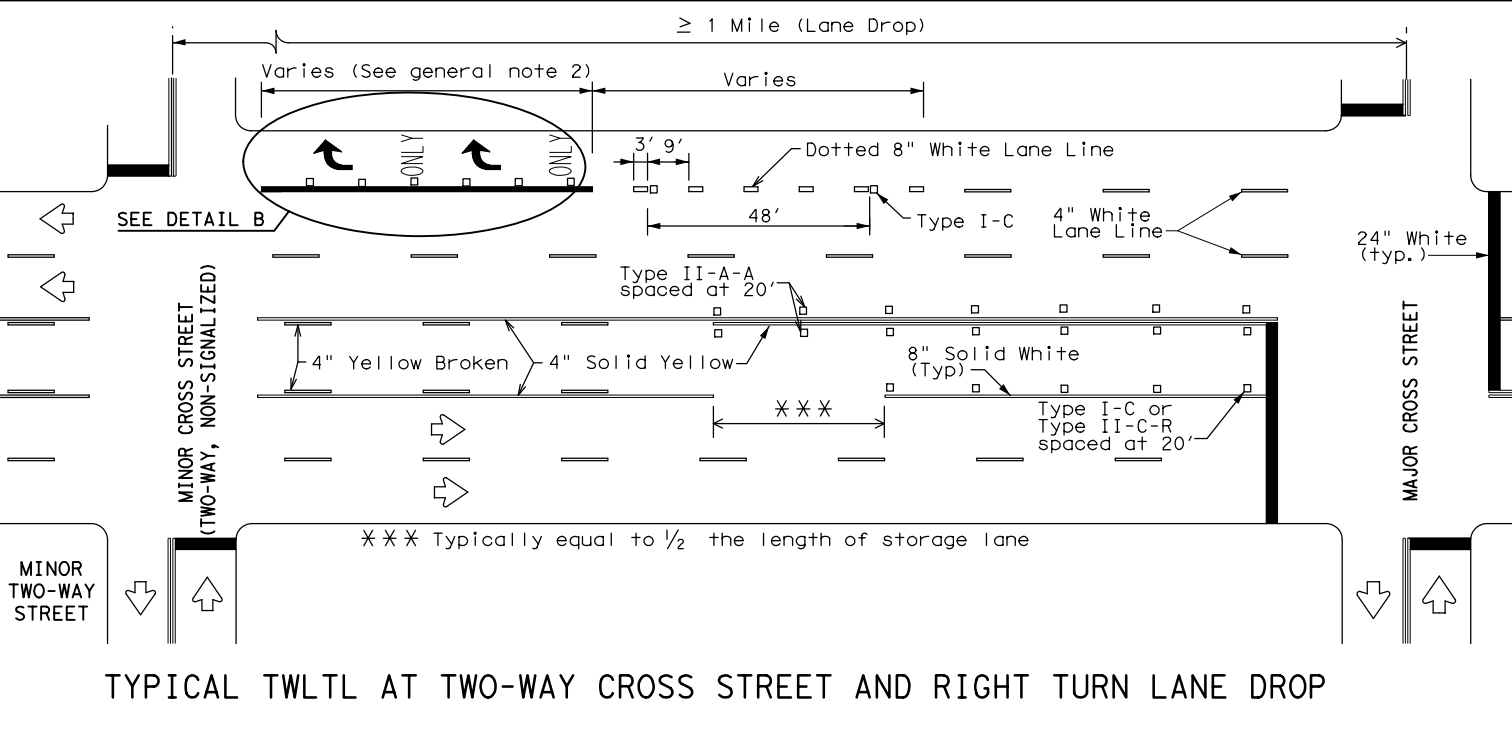 ≥ 1 Mile (Lane Drop)
Varies (See general note 2)
Varies
ONLY
ONLY
3' 9'
Dotted 8" White Lane Line
SEE DETAIL B
48'
Type I-C
4" White
Lane Line
24" White
(typ.)
Type II-A-A
spaced at 20'
MINOR CROSS STREET
(TWO-WAY, NON-SIGNALIZED)
4" Yellow Broken
4" Solid Yellow
8" Solid White
(Typ)
***
Type I-C or
Type II-C-R
spaced at 20'
MAJOR CROSS STREET
*** Typically equal to ½ the length of storage lane
MINOR
TWO-WAY
STREET
TYPICAL TWLTL AT TWO-WAY CROSS STREET AND RIGHT TURN LANE DROP